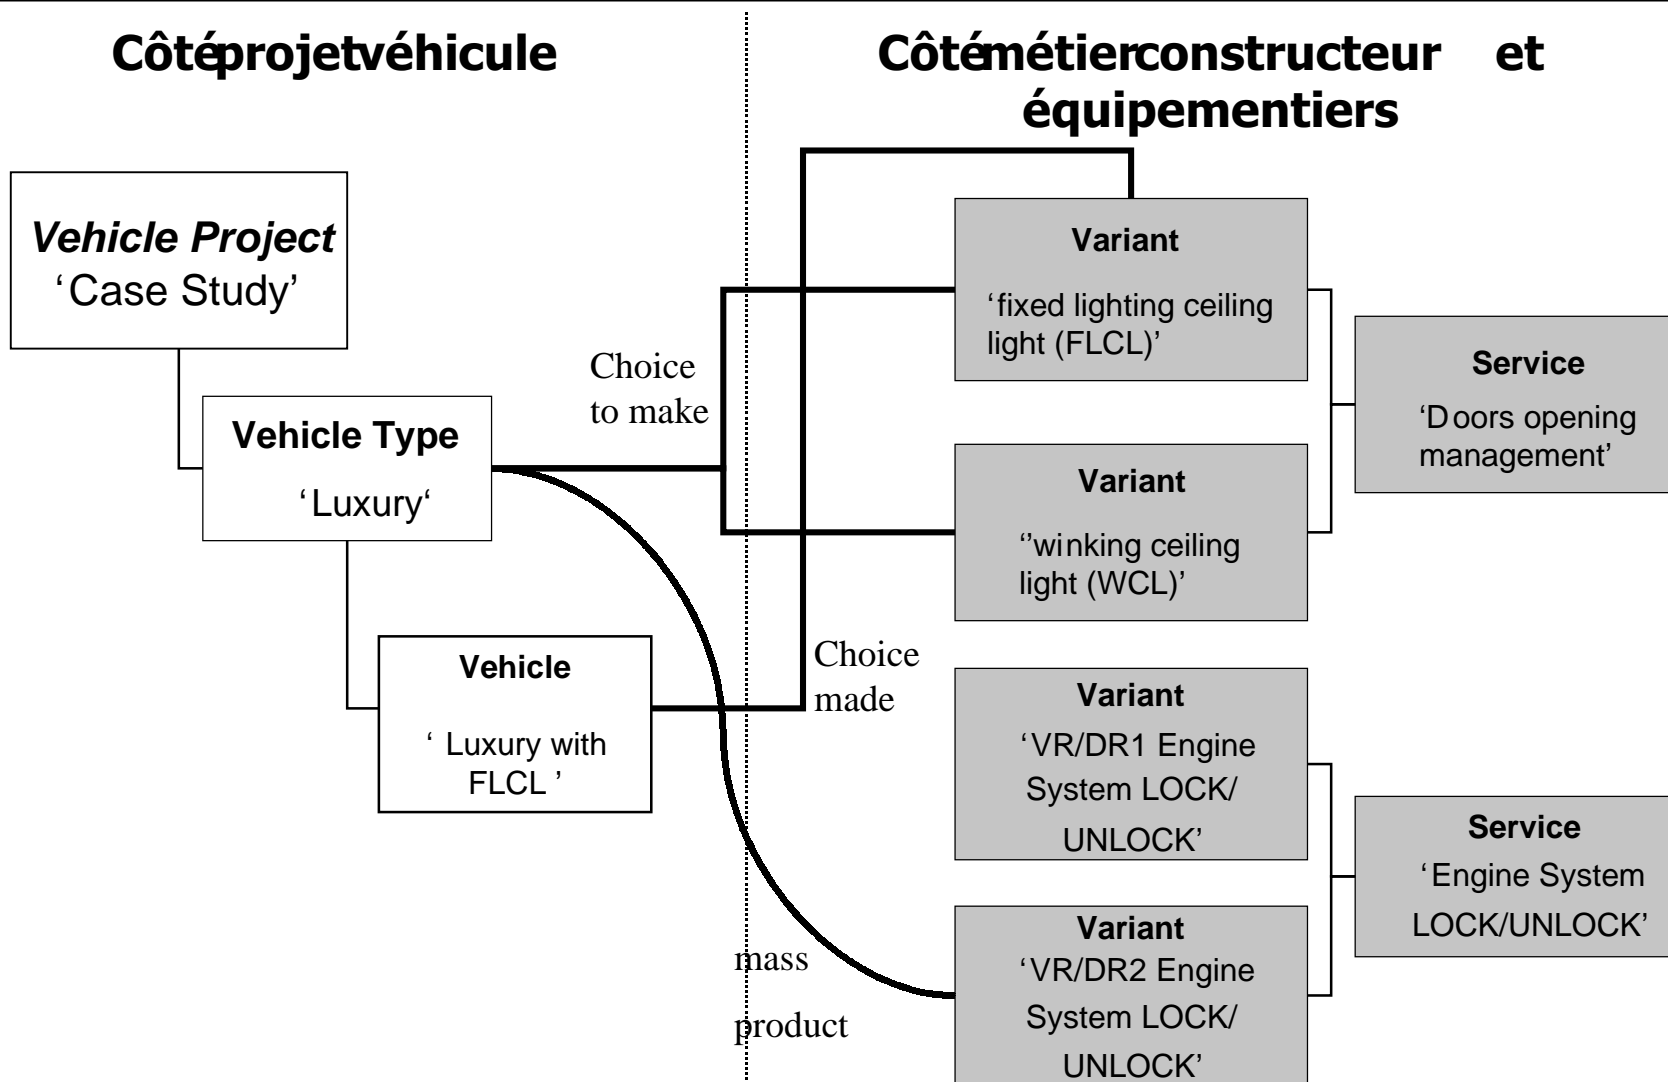 Côtéprojetvéhicule
Côtémétierconstructeur et
équipementiers
Vehicle Project
‘Case Study’
Vehicle Type
‘Luxury‘
Vehicle
‘ Luxury with
FLCL ’
Choice
to make
Choice
made
mass
product
Variant
‘fixed lighting ceiling
light (FLCL)’
Variant
‘’winking ceiling
light (WCL)’
Variant
‘VR/DR1 Engine
System LOCK/
UNLOCK’
Variant
‘VR/DR2 Engine
System LOCK/
UNLOCK’
Service
‘Doors opening
management’
Service
‘Engine System
LOCK/UNLOCK’